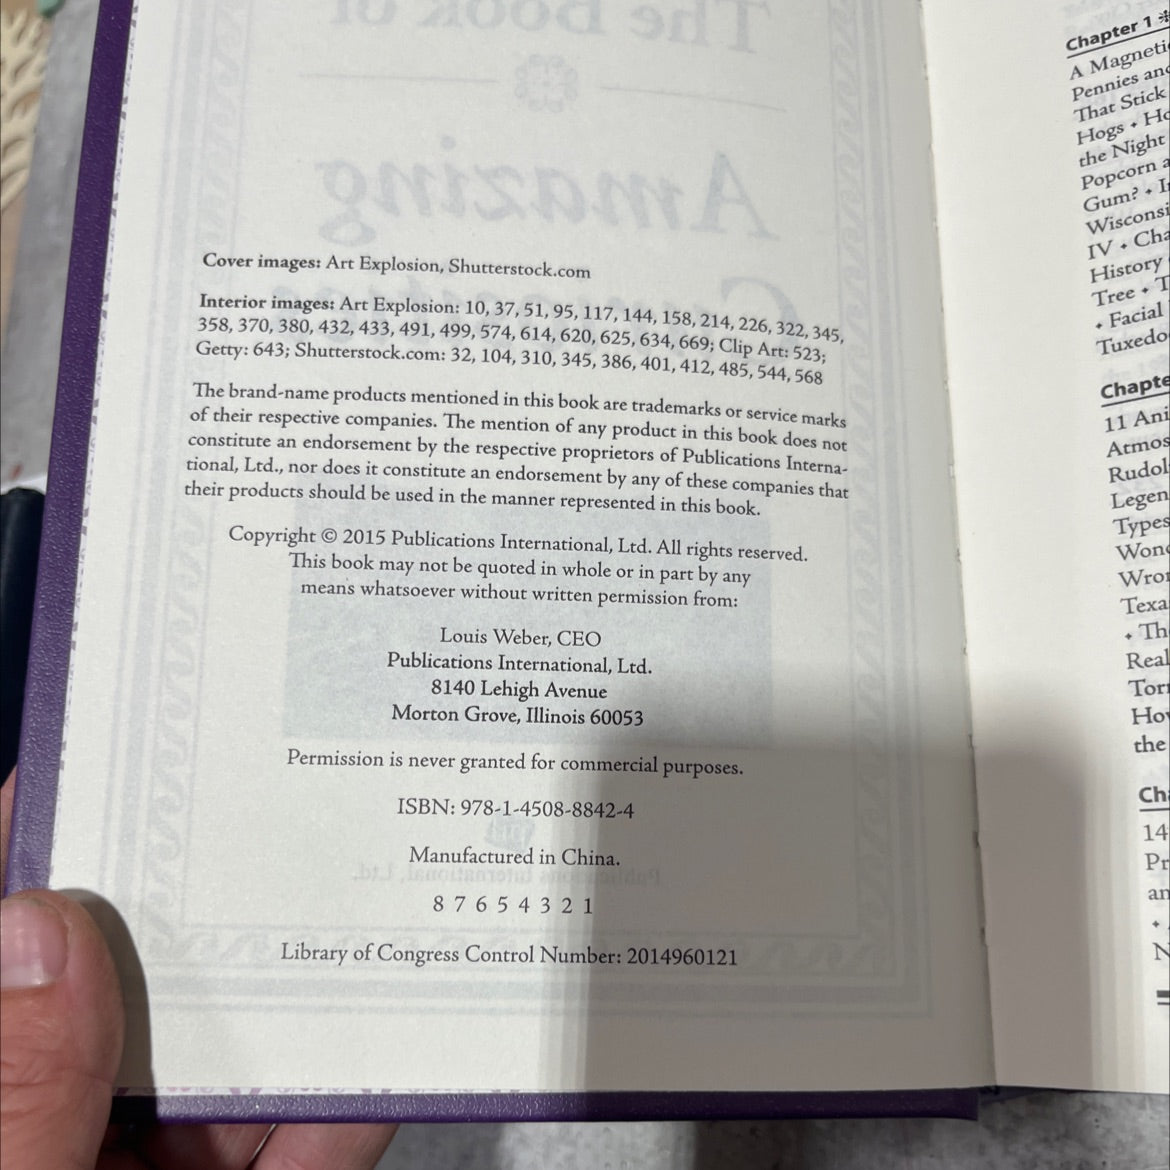 Cover images: Art Explosion, Shutterstock.com
Interior images: Art Explosion: 10, 37, 51, 95, 117, 144, 158, 214, 226, 322, 345,
358, 370, 380, 432, 433, 491, 499, 574, 614, 620, 625, 634, 669; Clip Art: 523;
Getty: 643; Shutterstock.com: 32, 104, 310, 345, 386, 401, 412, 485, 544, 568
The brand-name products mentioned in this book are trademarks or service marks
of their respective companies. The mention of any product in this book does not
constitute an endorsement by the respective proprietors of Publications Interna-
tional, Ltd., nor does it constitute an endorsement by any of these companies that
their products should be used in the manner represented in this book.
Copyright © 2015 Publications International, Ltd. All rights reserved.
This book may not be quoted in whole or in part by any
means whatsoever without written permission from:
Louis Weber, CEO
Publications International, Ltd.
8140 Lehigh Avenue
Morton Grove, Illinois 60053
Permission is never granted for commercial purposes.
ISBN: 978-1-4508-8842-4
Manufactured in China.
8 7 6 5 4 3 2 1
Library of Congress Control Number: 2014960121
Chapter 1
A Magneti
Pennies and
That Stick
Hogs • Ho
the Night
Popcorn a
Gum? • I
Wisconsi
IV • Cha
History
Tree • T
• Facial
Tuxedo
Chapte
11 Ani
Atmos
Rudol
Legen
Types
Wond
Wro
Texa
• Th
Real
Tor
How
the
Ch
14
Pr
an